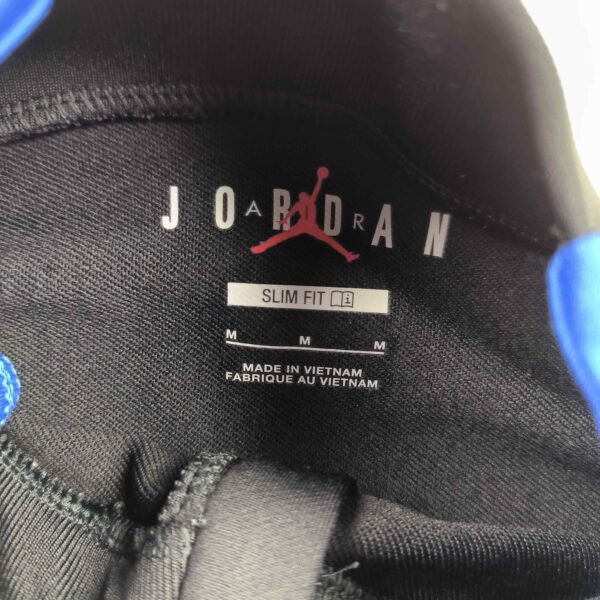 JORDAN
AIR
SLIM FIT
M M M
MADE IN VIETNAM
FABRIQUE AU VIETNAM